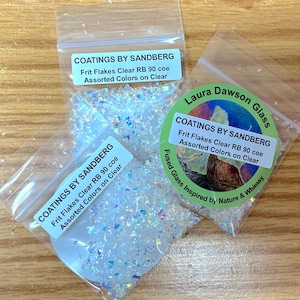 COATINGS BY SANDBERG
Frit Flakes Clear RB 90 coe
Assorted Colors on Clear
Laura Dawson Glass
COATINGS BY SANDBERG
Frit Flakes Clear RB 90 coe
Assorted Colors on Clear
Fused Glass Inspired by Nature & Whimsy
COATINGS BY SANDBERG
Frit Flakes Clear RB 90 coe
Assorted Colors on Clear